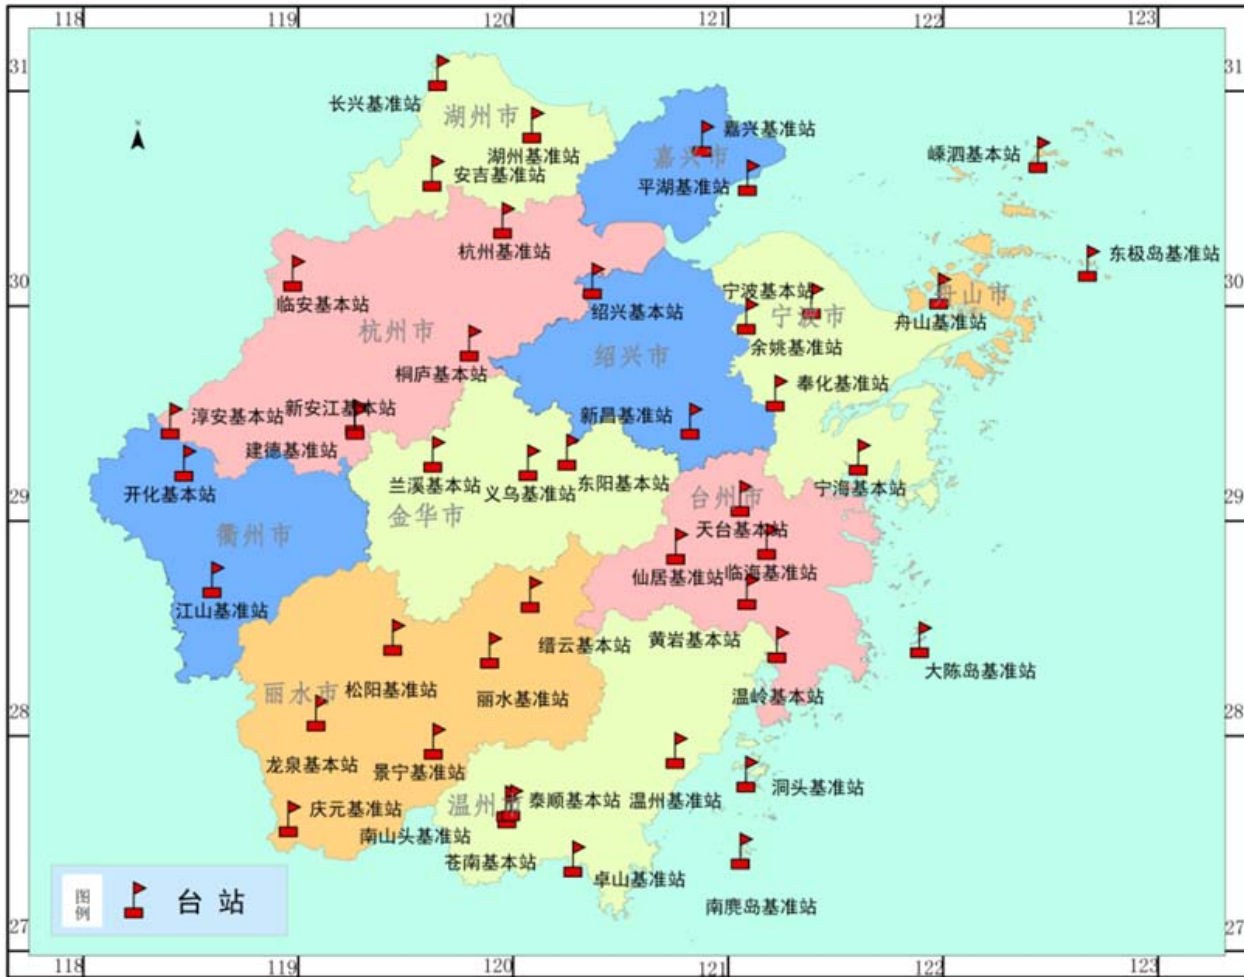 118 119 120 121 122 123
31 31
长兴基准站
湖州市
湖州基准站
嘉兴基准站
嘉兴市
嵊泗基本站
安吉基准站
平湖基准站
杭州基准站
东极岛基准站
30 30
临安基本站
绍兴基本站
宁波基本站
舟山市
宁波市
舟山基准站
杭州市
余姚基准站
绍兴市
桐庐基本站
奉化基准站
淳安基本站
新安江基本站
新昌基准站
建德基准站
开化基本站
兰溪基本站
义乌基准站
东阳基本站
宁海基本站
29 29
台州市
金华市
天台基本站
衢州市
仙居基准站
临海基准站
江山基准站
缙云基本站
黄岩基本站
大陈岛基准站
松阳基准站
丽水市
丽水基准站
温岭基本站
28 28
龙泉基本站
景宁基准站
洞头基准站
温州市
泰顺基本站
温州基准站
庆元基准站
南山头基本站
苍南基本站
卓山基准站
南麂岛基准站
图例
台站
27 27
118 119 120 121 122 123